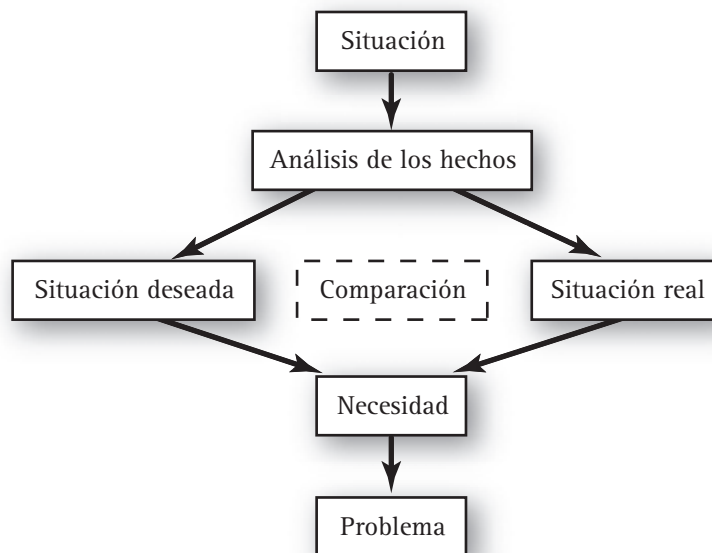 Situación
Análisis de los hechos
Situación deseada
Comparación
Situación real
Necesidad
Problema